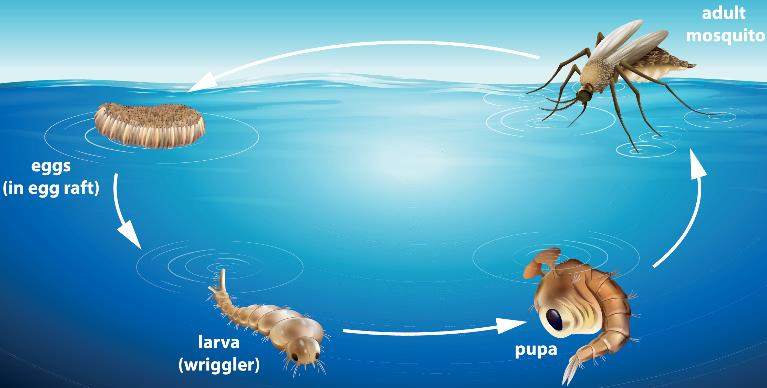 adult
mosquito
eggs
(in egg raft)
larva
(wriggler)
pupa